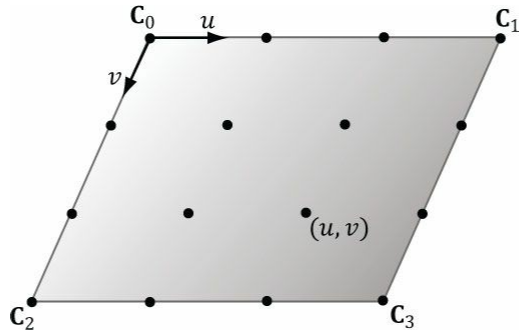 C₀ u C₁
v
(u, v)
C₂ C₃